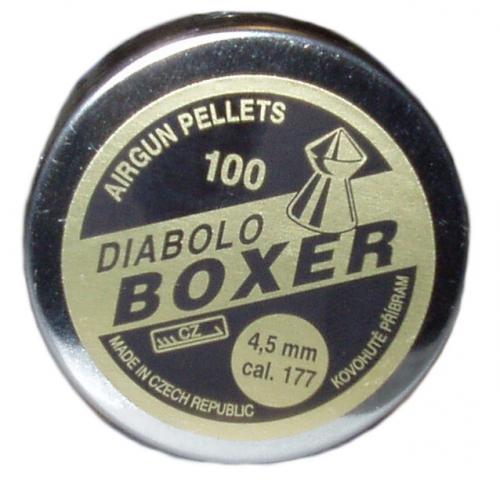 AIRGUN PELLETS
100
DIABOLO
BOXER
CZ
4,5 mm
cal. 177
MADE IN CZECH REPUBLIC
KOVOHUTĚ PŘÍBRAM